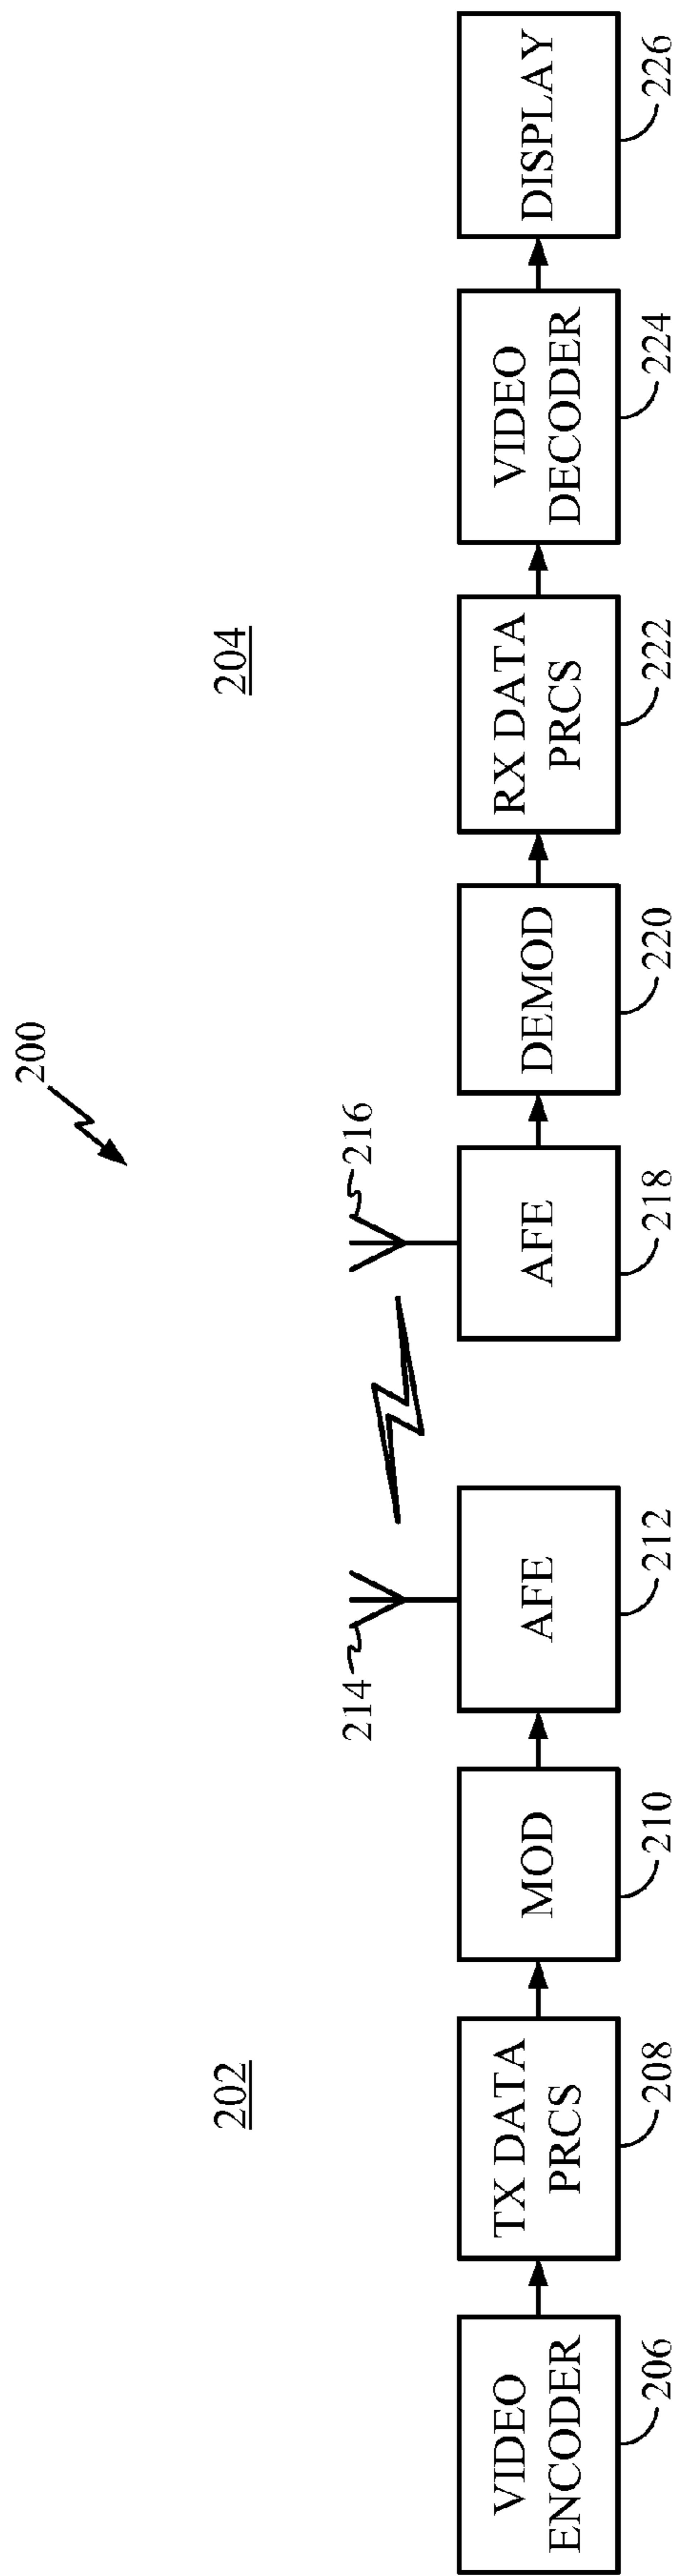 200
202
204
214
216
VIDEO
ENCODER
206
TX DATA
PRCS
208
MOD
210
AFE
212
AFE
218
DEMOD
220
RX DATA
PRCS
222
VIDEO
DECODER
224
DISPLAY
226